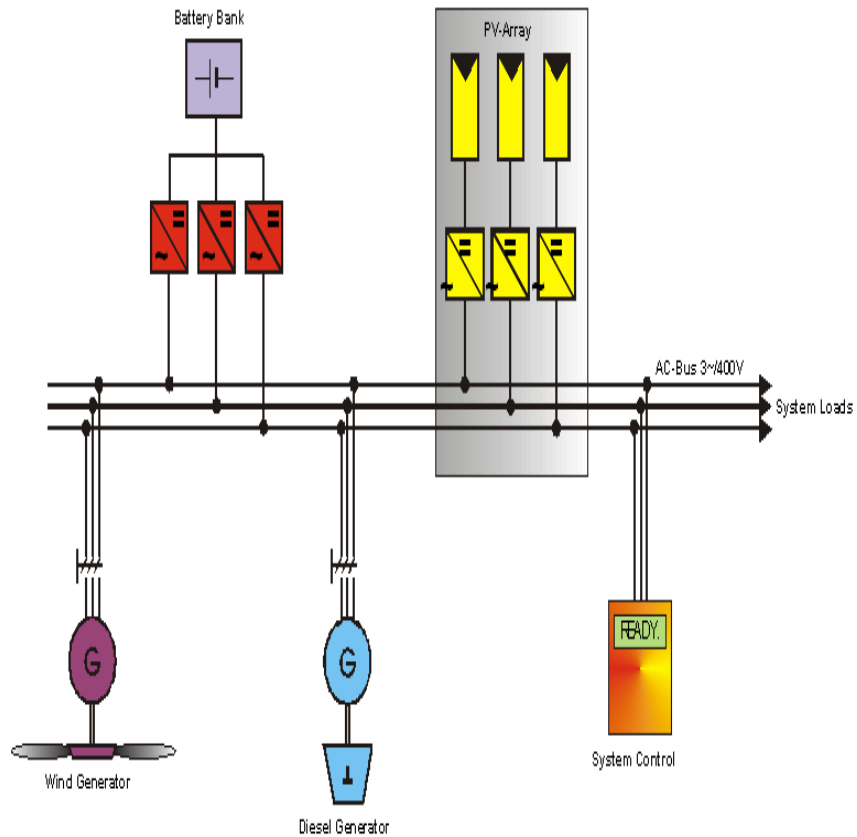 Battery Bank
PV-Array
AC-Bus 3~/400V
System Loads
G
G
READY.
System Control
Wind Generator
Diesel Generator